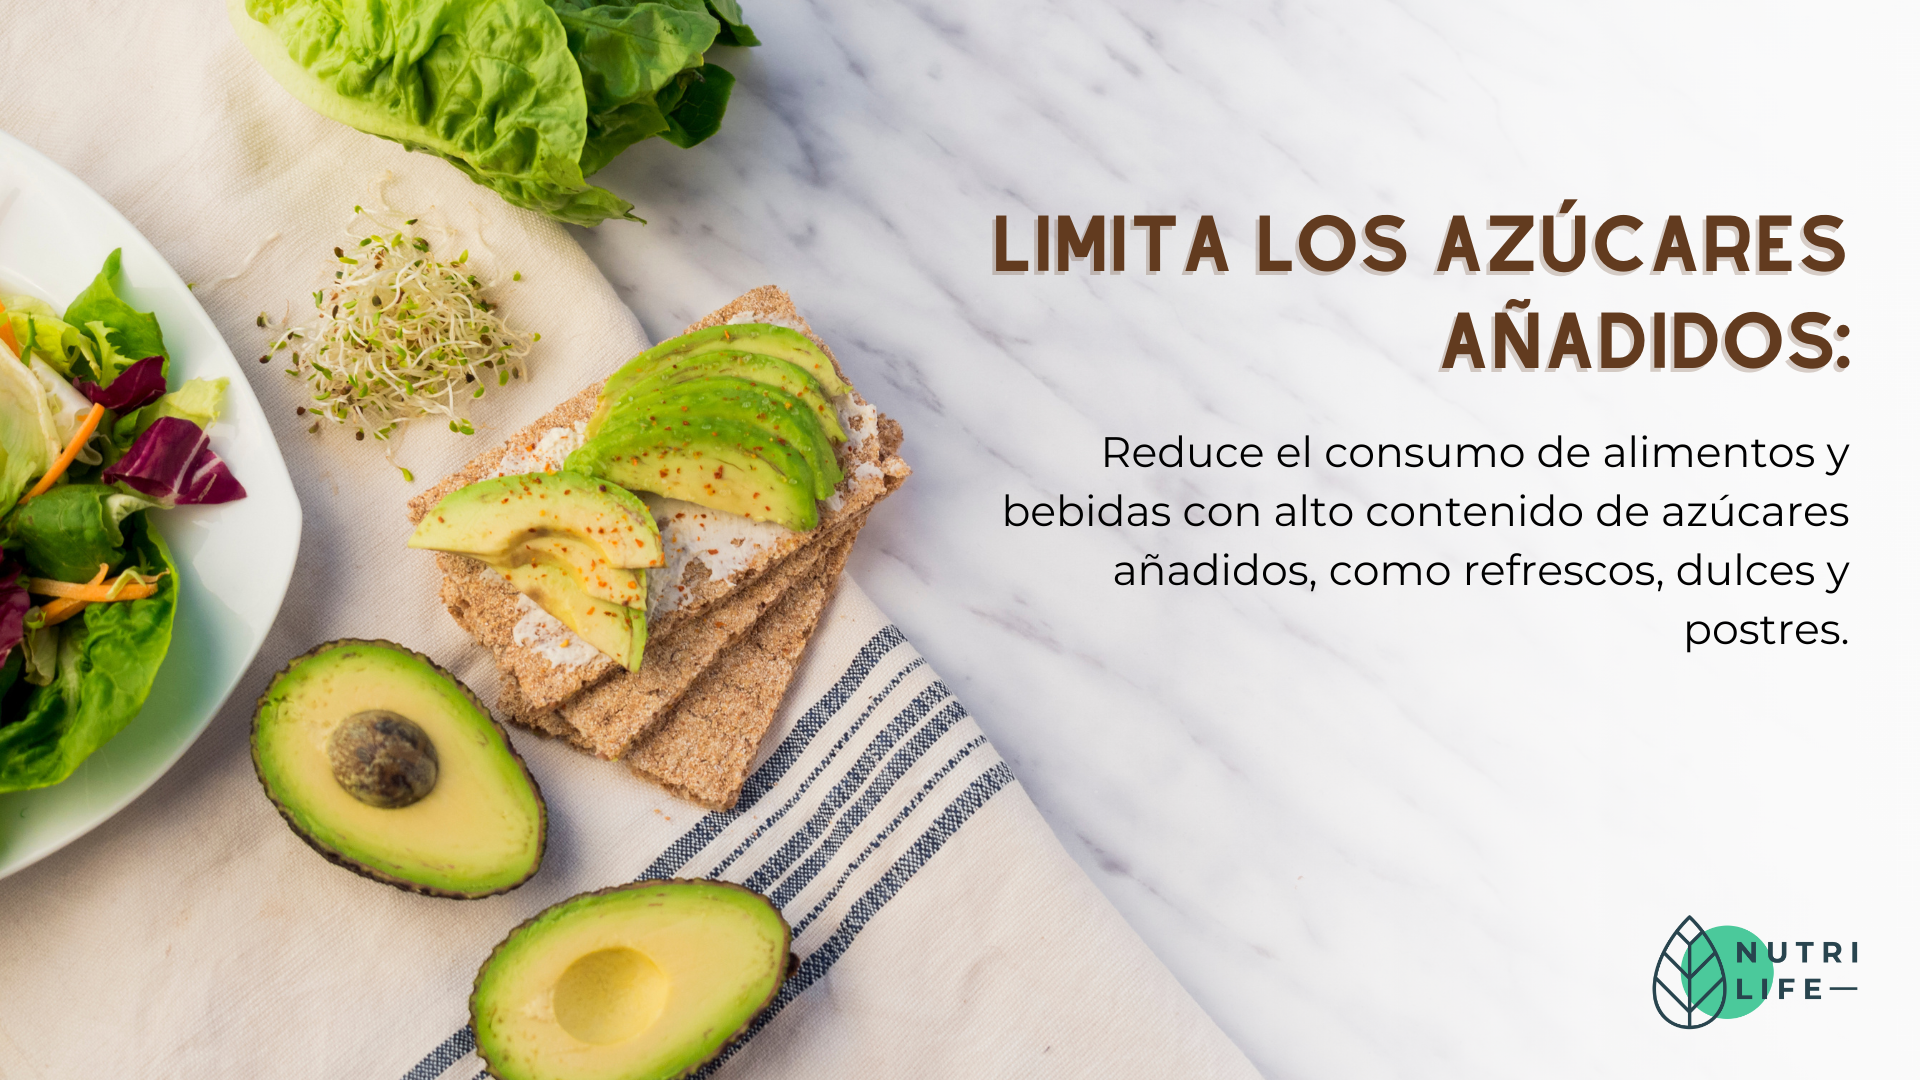 LIMITA LOS AZÚCARES
AÑADIDOS:
Reduce el consumo de alimentos y
bebidas con alto contenido de azúcares
añadidos, como refrescos, dulces y
postres.
NUTRI
LIFE